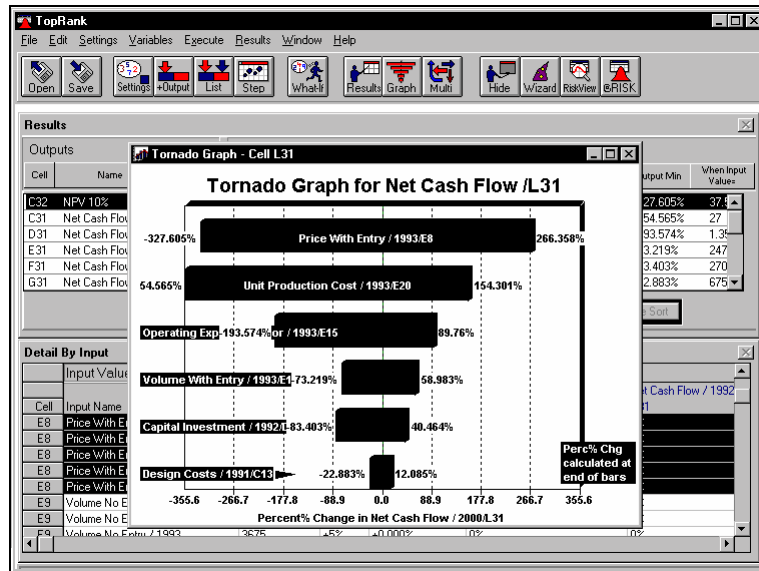 TopRank
File Edit Settings Variables Execute Results Window Help
Open Save Settings +Output List Step What-If Results Graph Multi Hide Wizard RiskView @RISK
Results
Outputs
Cell Name
Output Min When Input Value=
C32 NPV 10% 27.605%
C31 Net Cash Flow 54.565% 27
D31 Net Cash Flow 93.574%
E31 Net Cash Flow 3.219% 247
F31 Net Cash Flow 3.403% 270
G31 Net Cash Flow 2.883% 675
Sort
Tornado Graph - Cell L31
Tornado Graph for Net Cash Flow /L31
-327.605% Price With Entry / 1993/E8 266.358%
54.565% Unit Production Cost / 1993/E20 154.301%
Operating Exp-193.574%or / 1993/E15 89.76%
Volume With Entry / 1993/E1-73.219% 58.983%
Capital Investment / 1992/ -83.403% 40.464%
Design Costs / 1991/C13 -22.883% 12.085%
Perc% Chg
calculated at
end of bars
-355.6 -266.7 -177.8 -88.9 0.0 88.9 177.8 266.7 355.6
Percent% Change in Net Cash Flow / 2000/L31
Detail By Input
Input Value
Net Cash Flow / 1992
Cell Input Name
E8 Price With
E8 Price With
E8 Price With
E8 Price With
E8 Price With
E9 Volume No
E9 Volume No
E9 Volume No Entry / 1993 3675 +5% +0.000% 0% 0%